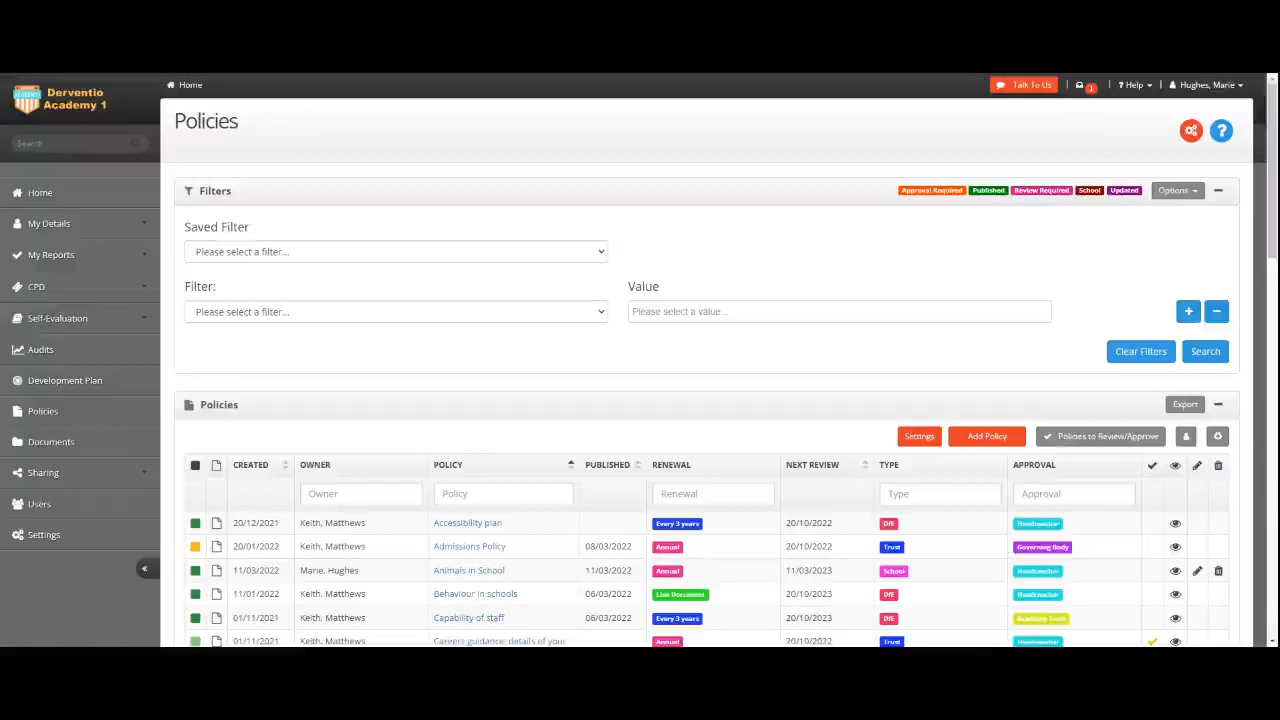 Derventio
Academy 1
Home
Talk To Us
1
? Help
Hughes, Marie
Policies
?
Search
Home
My Details
My Reports
CPD
Self-Evaluation
Audits
Development Plan
Policies
Documents
Sharing
Users
Settings
Filters
Approval Required Published Review Required School Updated
Options
Saved Filter
Please select a filter...
Filter: Value
Please select a filter... Please select a value...
Clear Filters Search
Policies
Export
Settings Add Policy Policies to Review/Approve
CREATED OWNER POLICY PUBLISHED RENEWAL NEXT REVIEW TYPE APPROVAL
Owner Policy Renewal Type Approval
20/12/2021 Keith, Matthews Accessibility plan Every 3 years 20/10/2022 DfE Headteacher
20/01/2022 Keith, Matthews Admissions Policy 08/03/2022 Annual 20/10/2022 Trust Governing Body
11/03/2022 Marie, Hughes Animals in School 11/03/2022 Annual 11/03/2023 School Headteacher
11/01/2022 Keith, Matthews Behaviour in schools 06/03/2022 Live Document 20/10/2023 DfE Headteacher
01/11/2021 Keith, Matthews Capability of staff 06/03/2022 Every 3 years 20/10/2023 DfE
01/11/2021 Keith, Matthews Careers guidance: details of your Annual 20/10/2022 Trust Headteacher